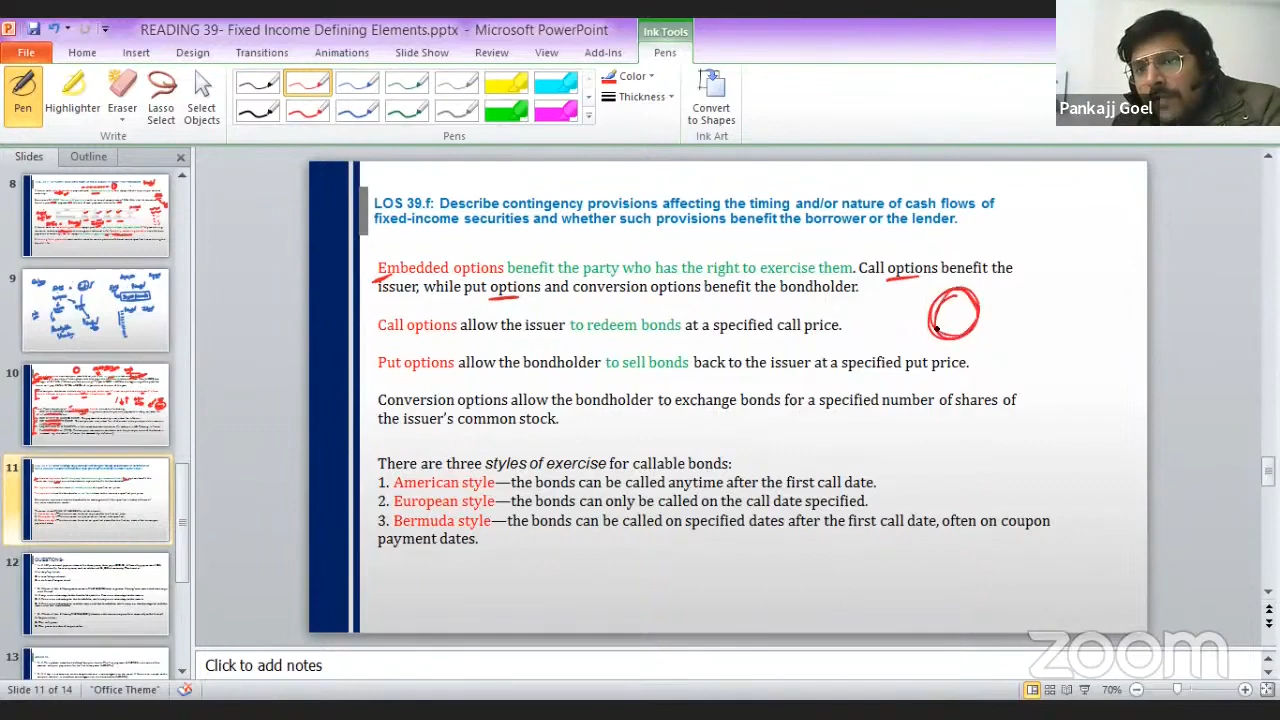 READING 39- Fixed Income Defining Elements.pptx - Microsoft PowerPoint
Ink Tools
File Home Insert Design Transitions Animations Slide Show Review View Add-Ins Pens
Pen Highlighter Eraser Lasso Select Select Objects
Color
Thickness
Convert to Shapes
Write Pens Ink Art
Pankajj Goel
Slides Outline
8
9
10
11
12
QUESTIONS-
13
LOS 39.f: Describe contingency provisions affecting the timing and/or nature of cash flows of
fixed-income securities and whether such provisions benefit the borrower or the lender.
Embedded options benefit the party who has the right to exercise them. Call options benefit the
issuer, while put options and conversion options benefit the bondholder.
Call options allow the issuer to redeem bonds at a specified call price.
Put options allow the bondholder to sell bonds back to the issuer at a specified put price.
Conversion options allow the bondholder to exchange bonds for a specified number of shares of
the issuer's common stock.
There are three styles of exercise for callable bonds:
1. American style—the bonds can be called anytime after the first call date.
2. European style—the bonds can only be called on the call date specified.
3. Bermuda style—the bonds can be called on specified dates after the first call date, often on coupon
payment dates.
zoom
Click to add notes
Slide 11 of 14 "Office Theme" 70%